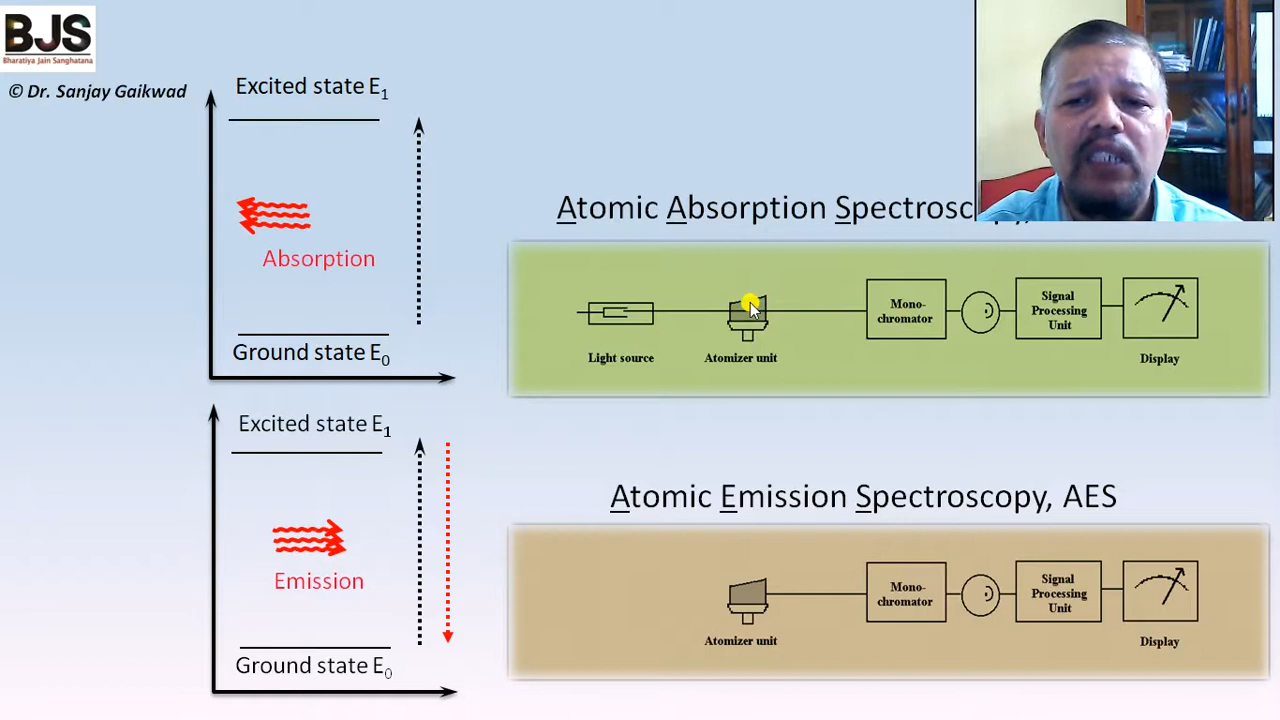 BJS
Bharatiya Jain Sanghatana
© Dr. Sanjay Gaikwad
Excited state E1
Absorption
Ground state E0
Atomic Absorption Spectroscopy,
Light source
Atomizer unit
Mono-
chromator
Signal
Processing
Unit
Display
Excited state E1
Emission
Ground state E0
Atomic Emission Spectroscopy, AES
Atomizer unit
Mono-
chromator
Signal
Processing
Unit
Display